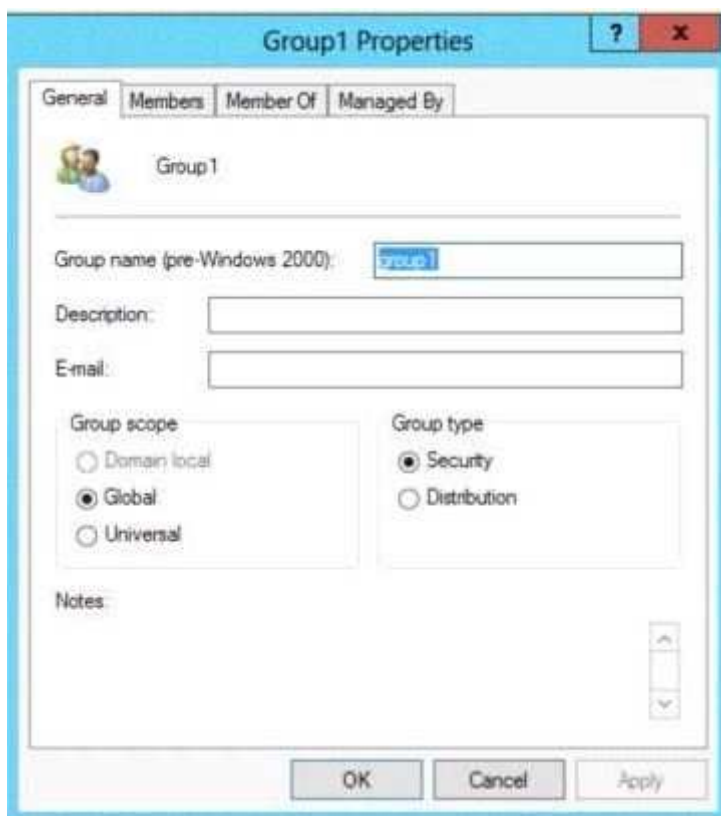 Group1 Properties
?
x
General Members Member Of Managed By
Group1
Group name (pre-Windows 2000): group1
Description:
E-mail:
Group scope Group type
Domain local Security
Global Distribution
Universal
Notes:
OK Cancel Apply